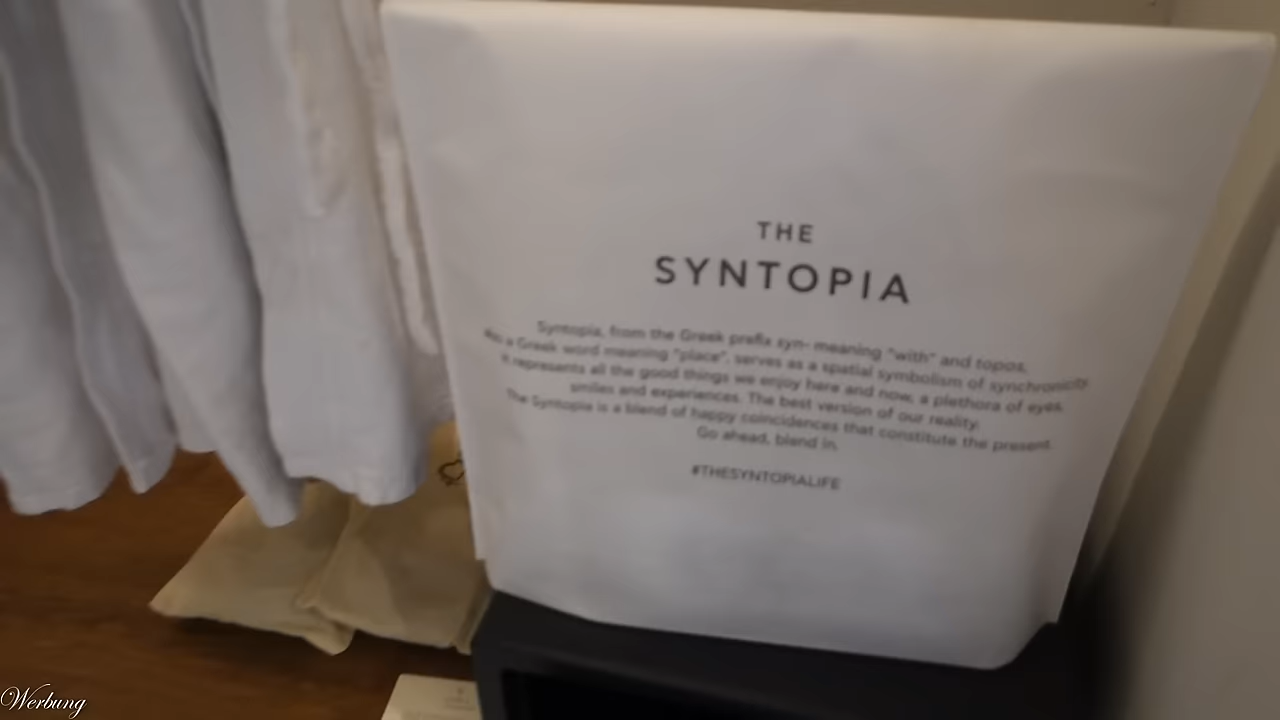 THE
SYNTOPIA
Syntopia, from the Greek prefix syn- meaning "with" and topos,
a Greek word meaning "place", serves as a spatial symbolism of synchronicity
It represents all the good things we enjoy here and now, a plethora of eyes,
smiles and experiences. The best version of our reality.
The Syntopia is a blend of happy coincidences that constitute the present.
Go ahead, blend in.
#THESYNTOPIALIFE
Werbung